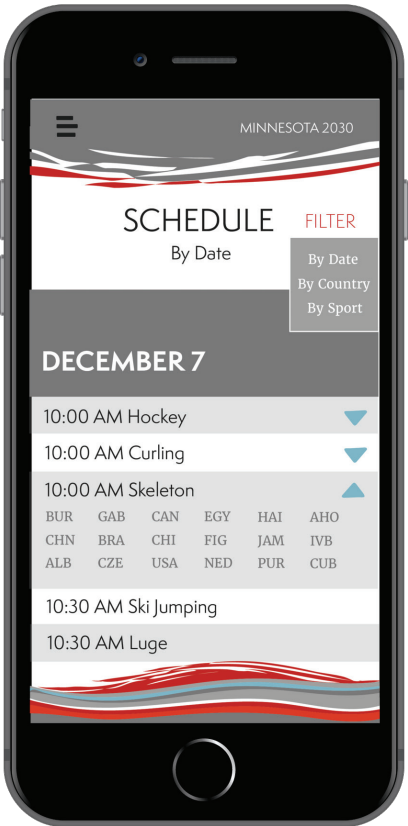 MINNESOTA 2030
SCHEDULE
FILTER
By Date
By Date
By Country
By Sport
DECEMBER 7
10:00 AM Hockey
10:00 AM Curling
10:00 AM Skeleton
BUR GAB CAN EGY HAI AHO
CHN BRA CHI FIG JAM IVB
ALB CZE USA NED PUR CUB
10:30 AM Ski Jumping
10:30 AM Luge